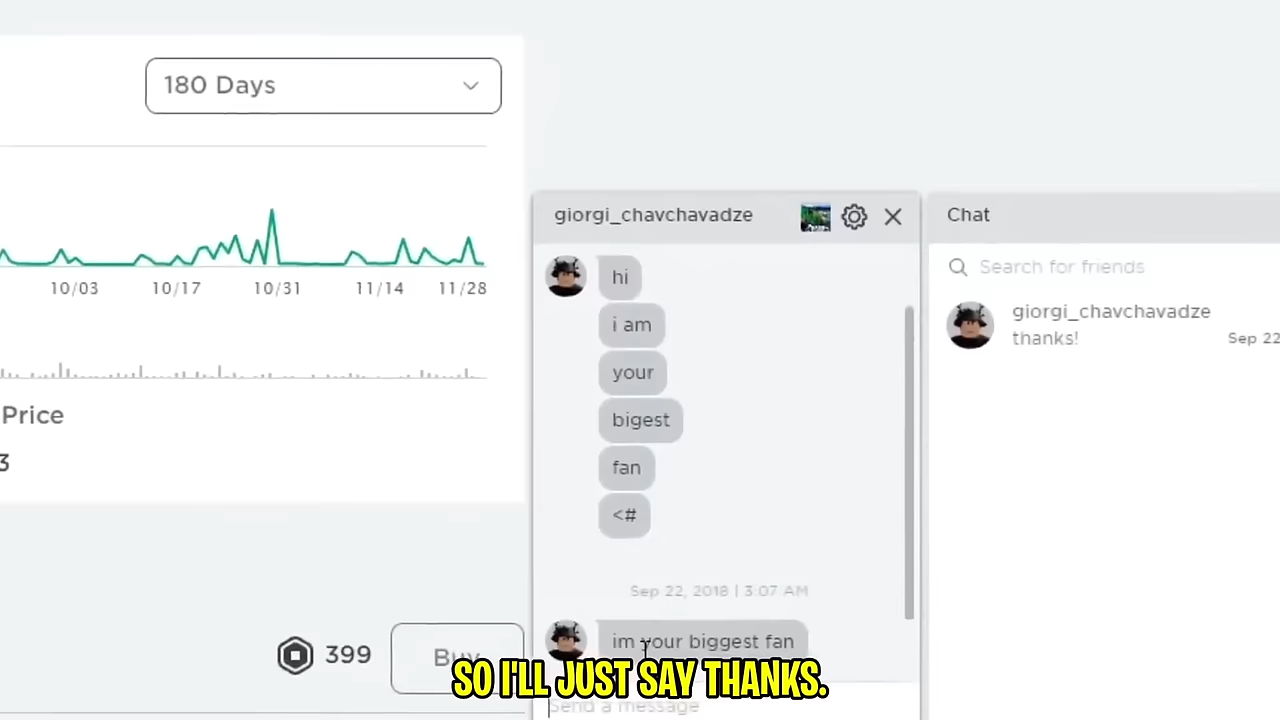 180 Days
10/03 10/17 10/31 11/14 11/28
Price
3
399
Buy
giorgi_chavchavadze
hi
i am
your
bigest
fan
<#
Sep 22, 2018 | 3:07 AM
im your biggest fan
Send a message
Chat
Search for friends
giorgi_chavchavadze
thanks!
Sep 22
SO I'LL JUST SAY THANKS.